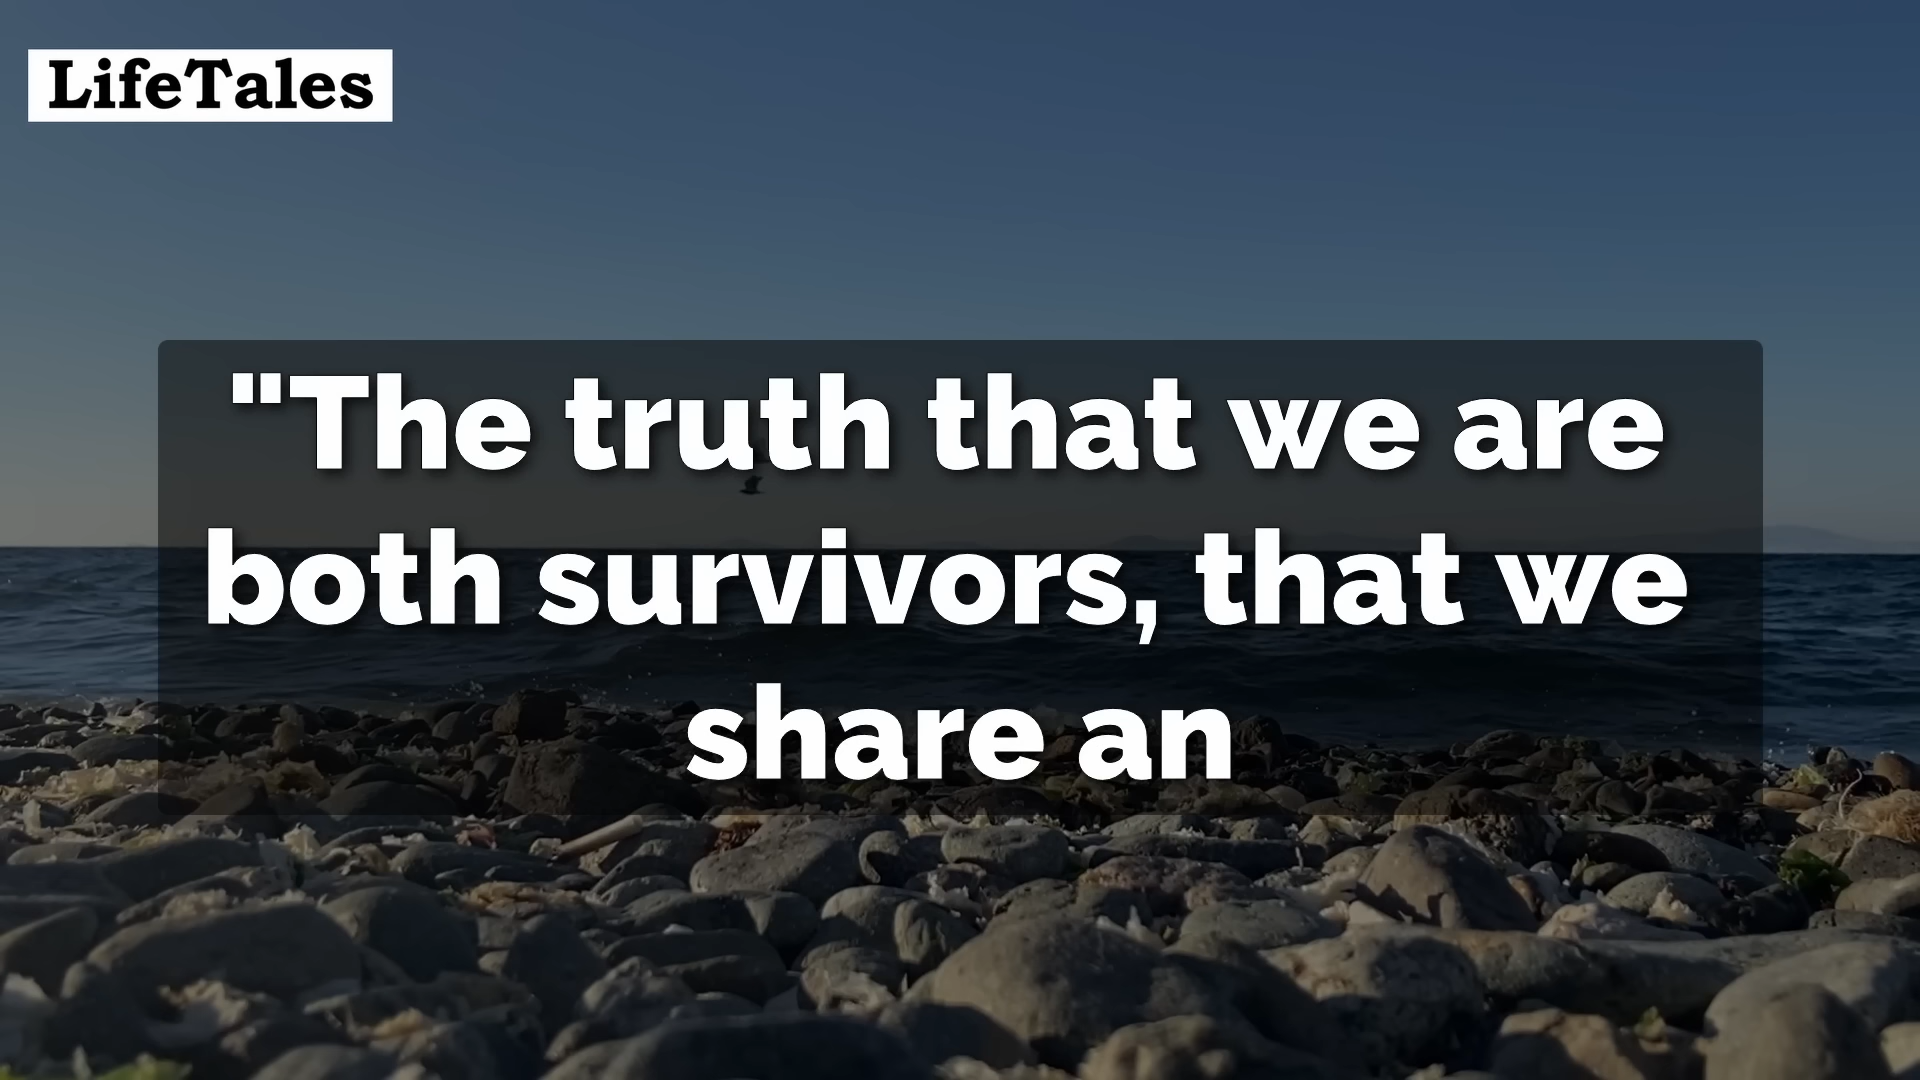 LifeTales
"The truth that we are
both survivors, that we
share an